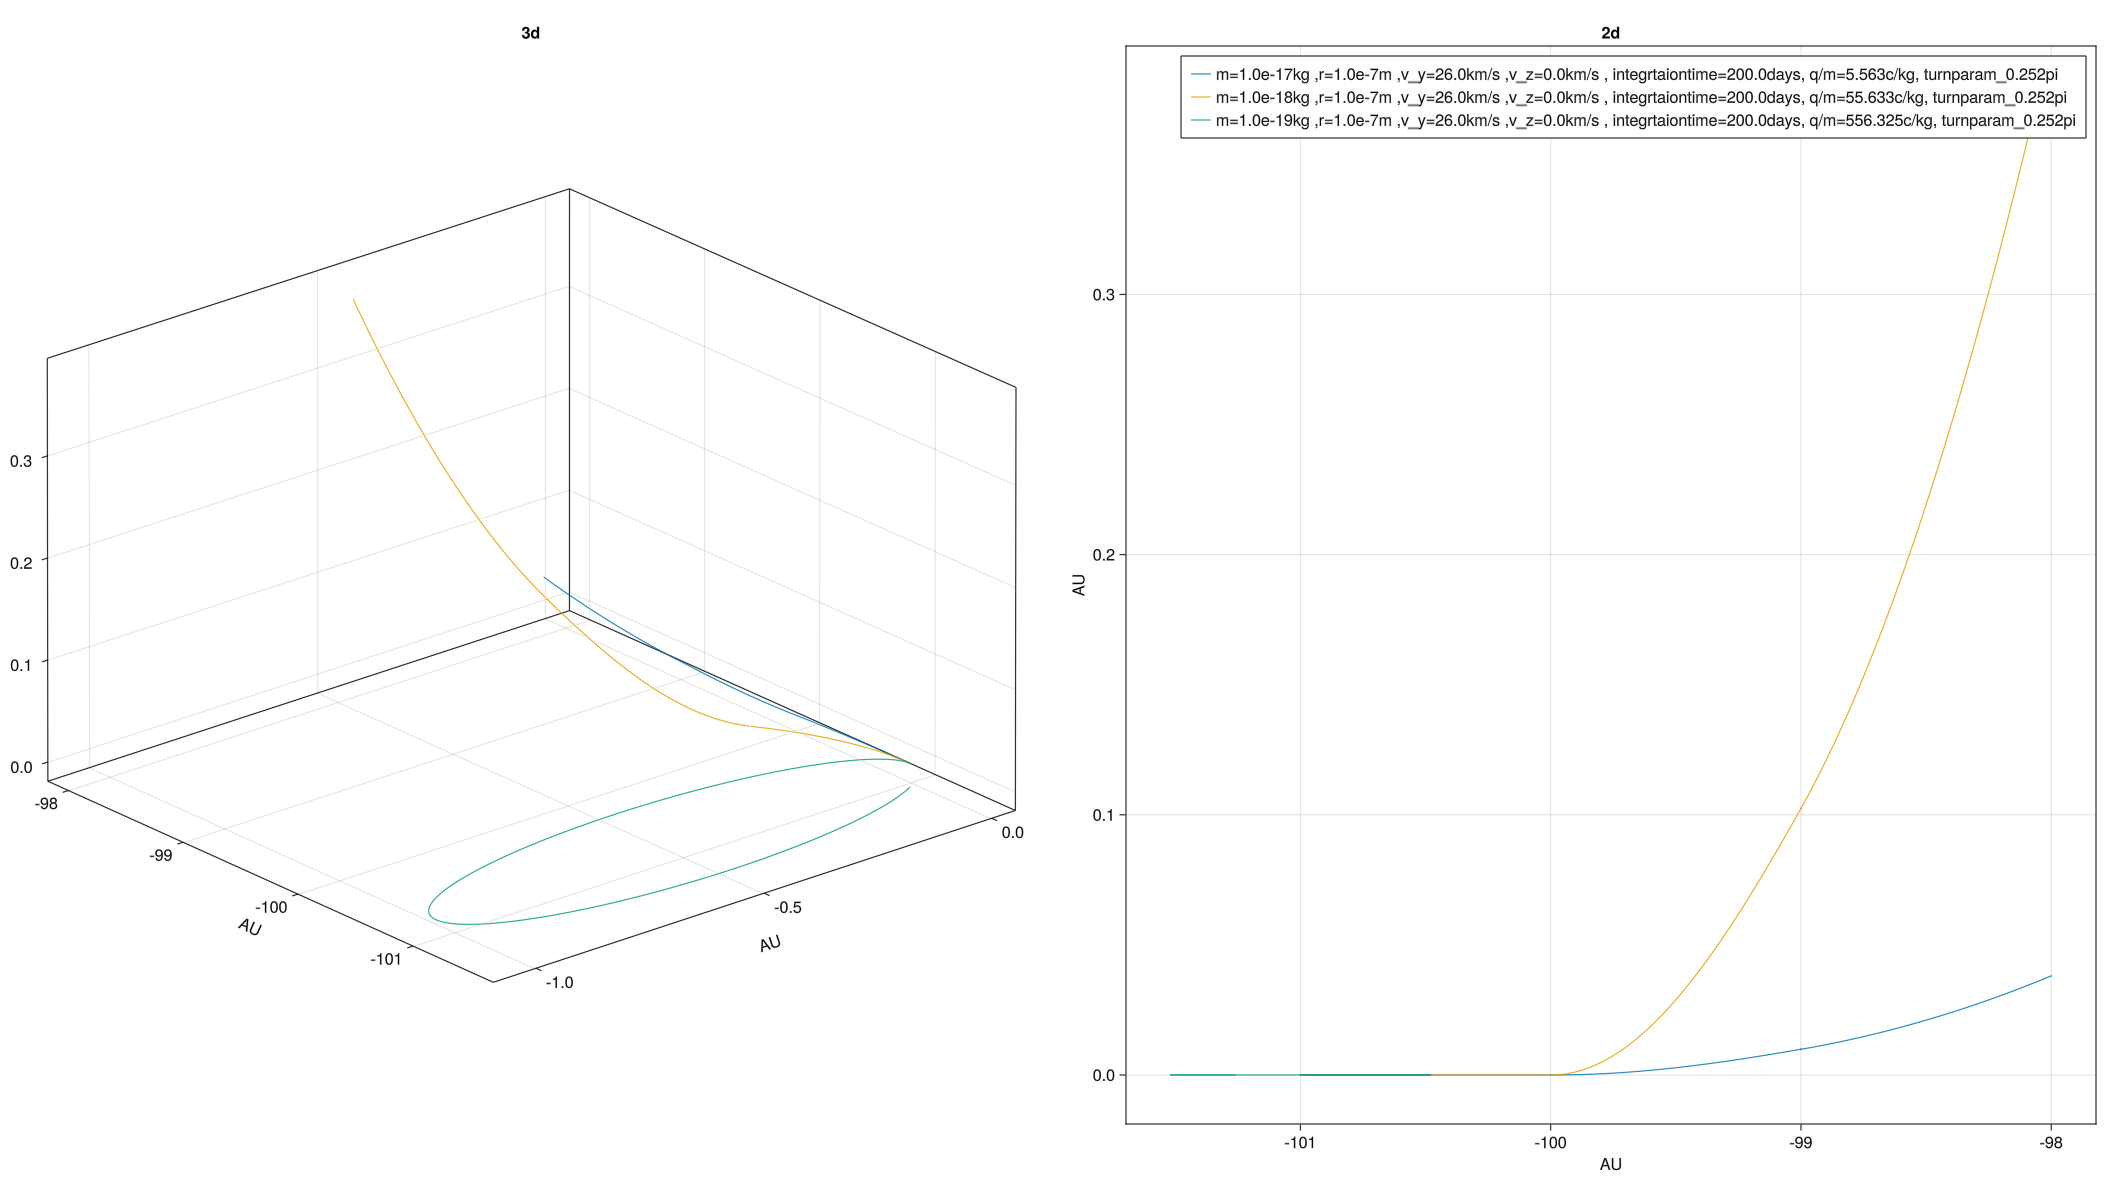 3d
0.3
0.2
0.1
0.0
-98
-99
-100
-101
AU
0.0
-0.5
-1.0
AU
2d
m=1.0e-17kg ,r=1.0e-7m ,v_y=26.0km/s ,v_z=0.0km/s , integrtaiontime=200.0days, q/m=5.563c/kg, turnparam_0.252pi
m=1.0e-18kg ,r=1.0e-7m ,v_y=26.0km/s ,v_z=0.0km/s , integrtaiontime=200.0days, q/m=55.633c/kg, turnparam_0.252pi
m=1.0e-19kg ,r=1.0e-7m ,v_y=26.0km/s ,v_z=0.0km/s , integrtaiontime=200.0days, q/m=556.325c/kg, turnparam_0.252pi
0.3
0.2
0.1
0.0
AU
-101
-100
-99
-98
AU